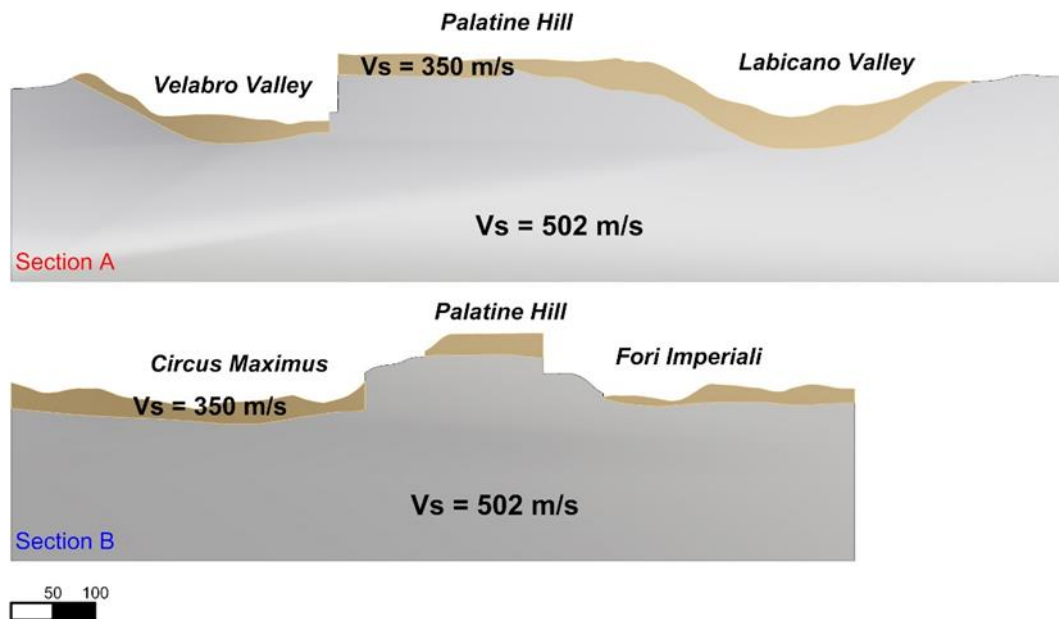 Palatine Hill
Velabro Valley
Vs = 350 m/s
Labicano Valley
Vs = 502 m/s
Section A
Palatine Hill
Circus Maximus
Fori Imperiali
Vs = 350 m/s
Vs = 502 m/s
Section B
50 100